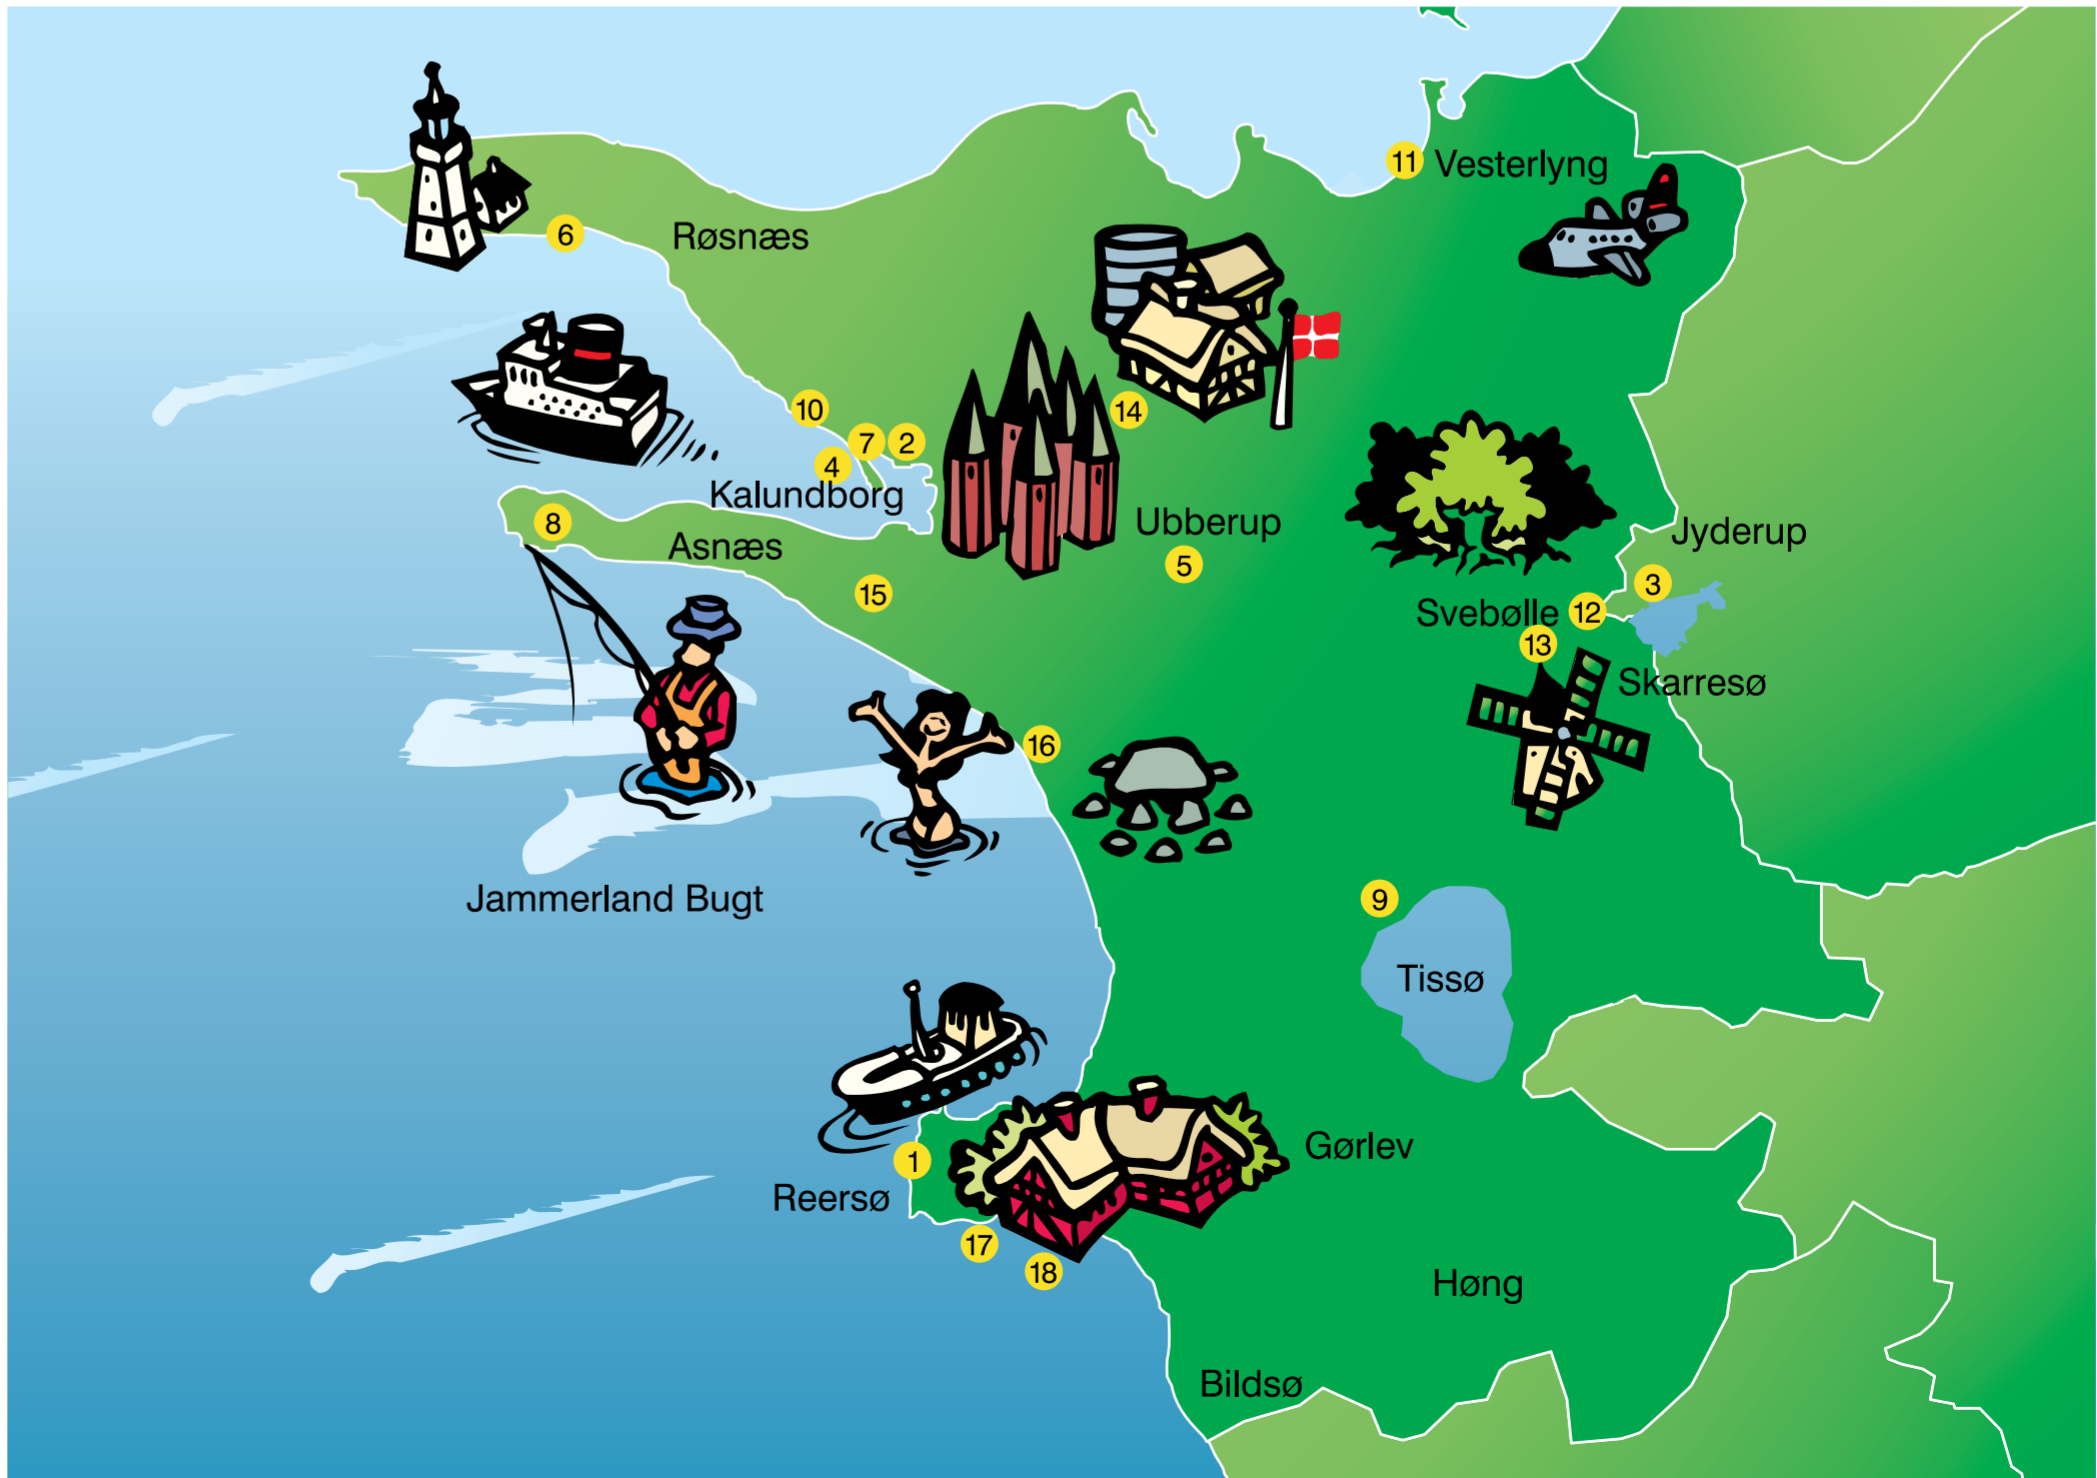 11 Vesterlyng
6
Røsnæs
10
14
7
2
4
Kalundborg
8
Ubberup
Asnæs
Jyderup
5
3
15
Svebølle 12
13
Skarresø
16
Jammerland Bugt
9
Tissø
Gørlev
1
Reersø
17
18
Høng
Bildsø